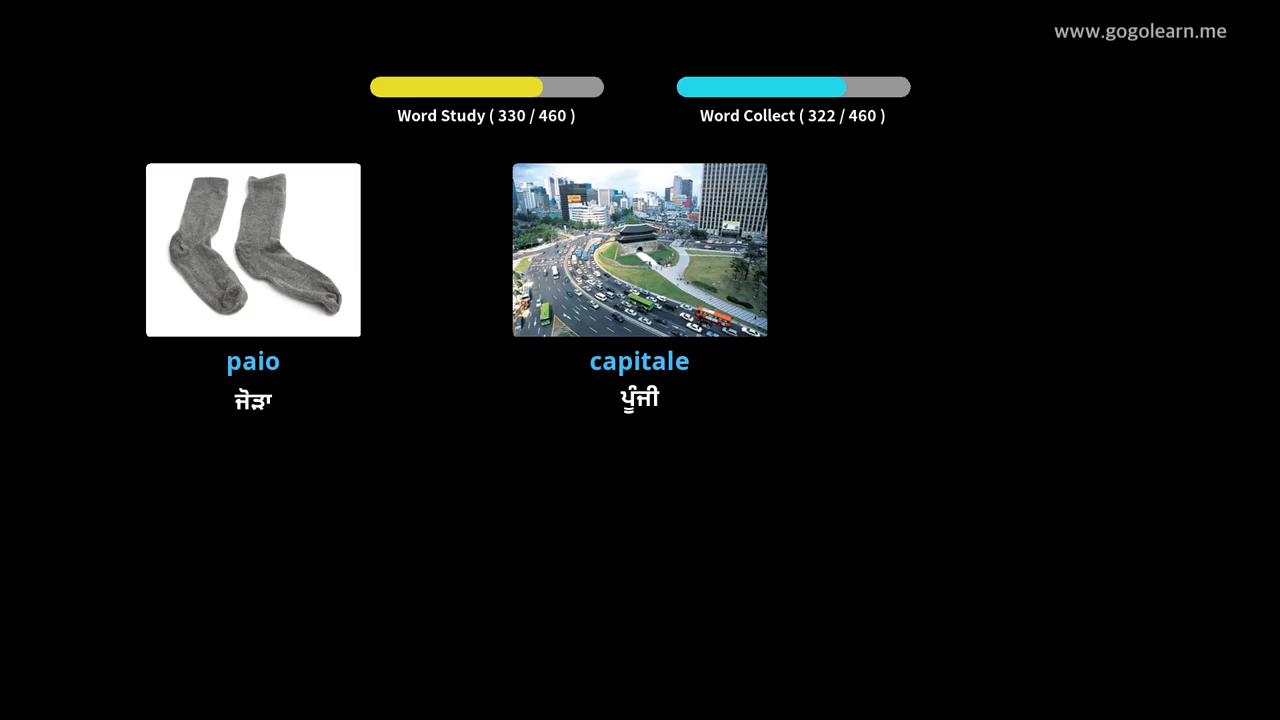 www.gogolearn.me
Word Study ( 330 / 460 )
Word Collect ( 322 / 460 )
paio
ਜੋੜਾ
capitale
ਪੂੰਜੀ